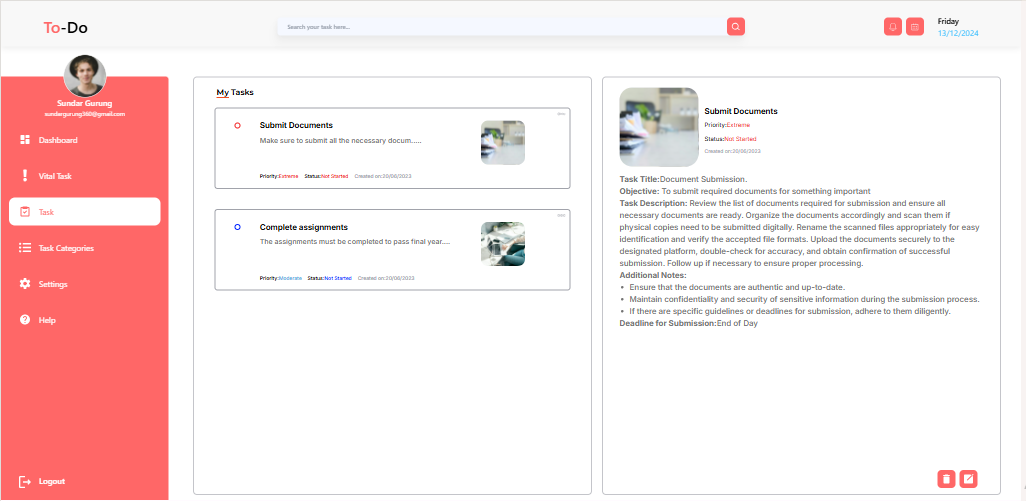 To-Do
Search your task here...
Friday
13/12/2024
Sundar Gurung
sundargurung360@gmail.com
Dashboard
Vital Task
Task
Task Categories
Settings
Help
Logout
My Tasks
Submit Documents
Make sure to submit all the necessary docum.....
Priority:Extreme Status:Not Started Created on:20/06/2023
Complete assignments
The assignments must be completed to pass final year....
Priority:Moderate Status:Not Started Created on:20/06/2023
Submit Documents
Priority:Extreme
Status:Not Started
Created on:20/06/2023
Task Title:Document Submission.
Objective: To submit required documents for something important
Task Description: Review the list of documents required for submission and ensure all
necessary documents are ready. Organize the documents accordingly and scan them if
physical copies need to be submitted digitally. Rename the scanned files appropriately for easy
identification and verify the accepted file formats. Upload the documents securely to the
designated platform, double-check for accuracy, and obtain confirmation of successful
submission. Follow up if necessary to ensure proper processing.
Additional Notes:
• Ensure that the documents are authentic and up-to-date.
• Maintain confidentiality and security of sensitive information during the submission process.
• If there are specific guidelines or deadlines for submission, adhere to them diligently.
Deadline for Submission:End of Day